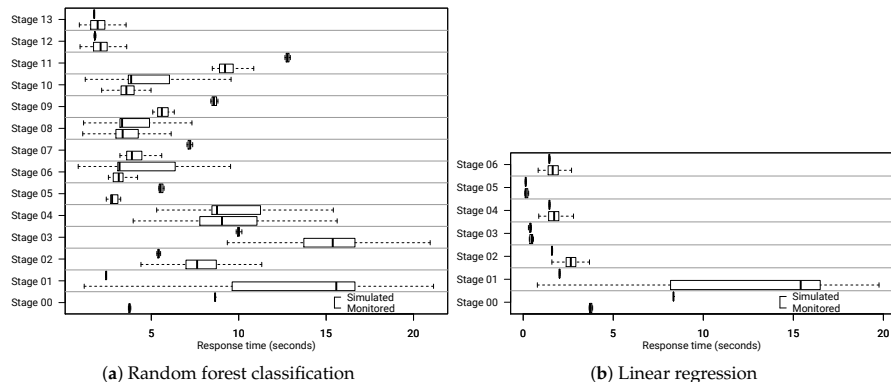 Stage 13
Stage 12
Stage 11
Stage 10
Stage 09
Stage 08
Stage 07
Stage 06
Stage 05
Stage 04
Stage 03
Stage 02
Stage 01
Stage 00
Simulated
Monitored
5
10
15
20
Response time (seconds)
(a) Random forest classification
Stage 06
Stage 05
Stage 04
Stage 03
Stage 02
Stage 01
Stage 00
Simulated
Monitored
0
5
10
15
20
Response time (seconds)
(b) Linear regression